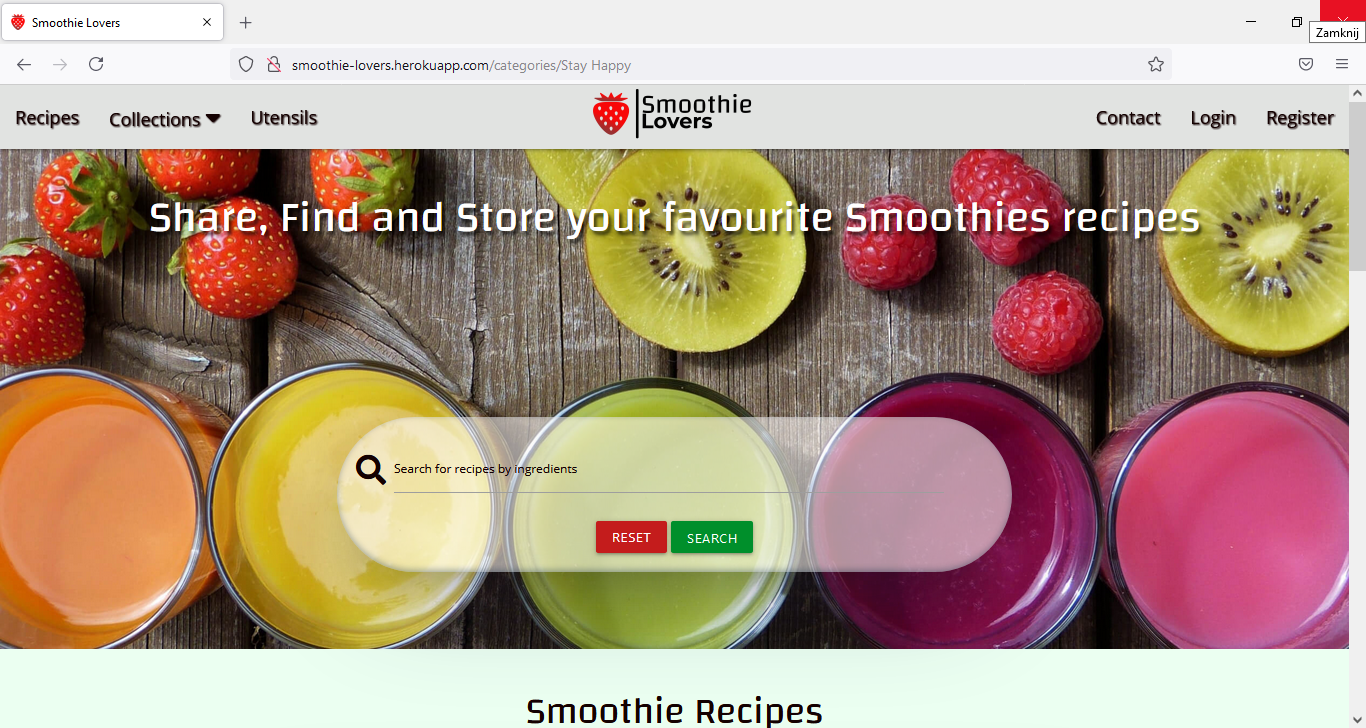 Smoothie Lovers
Zamknij
smoothie-lovers.herokuapp.com/categories/Stay Happy
Recipes
Collections
Utensils
Smoothie
Lovers
Contact
Login
Register
Share, Find and Store your favourite Smoothies recipes
Search for recipes by ingredients
RESET
SEARCH
Smoothie Recipes